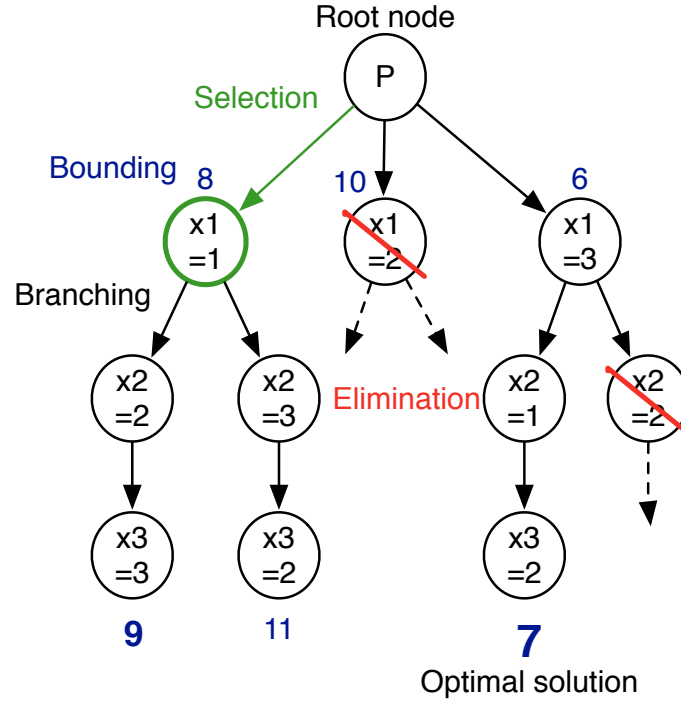 Root node
P
Selection
Bounding
8
10
6
x1
=1
x1
=2
x1
=3
Branching
x2
=2
x2
=3
Elimination
x2
=1
x2
=2
x3
=3
x3
=2
x3
=2
9
11
7
Optimal solution